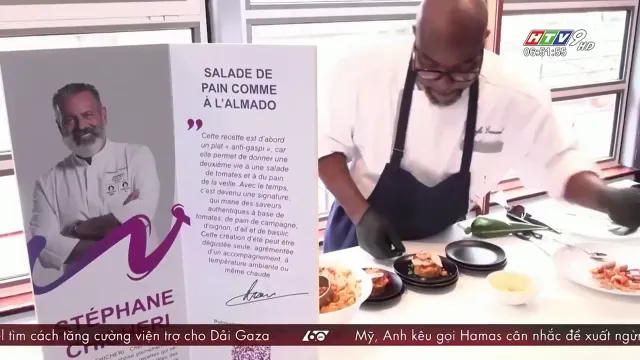 HTV9 HD
06:51:55
SALADE DE
PAIN COMME
À L'ALMADO
Cette recette est d'abord
un plat « anti-gaspi », car
elle permet de donner une
deuxième vie à une salade
de tomates et à du pain
de la veille. Avec le temps,
c'est devenu une signature,
qui marie des saveurs
authentiques à base de
tomates, de pain de campagne,
d'oignon, d'ail et de basilic.
Cette création d'été peut être
dégustée seule, agrémentée
d'un accompagnement, à
température ambiante ou
même chaude
STÉPHANE
el tìm cách tăng cường viện trợ cho Dải Gaza
60
Mỹ, Anh kêu gọi Hamas cân nhắc đề xuất ngừ